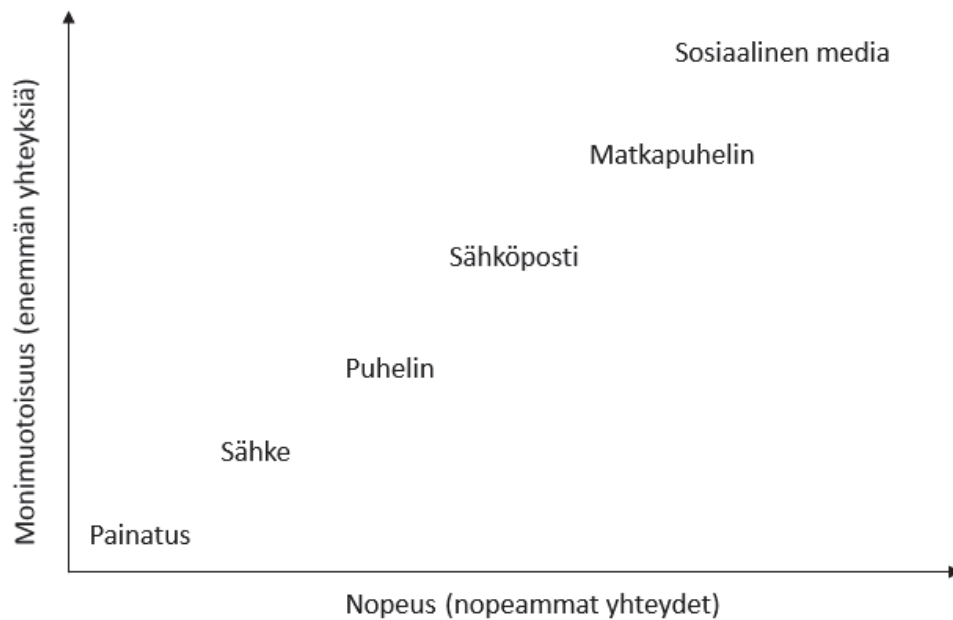 Sosiaalinen media
Matkapuhelin
Sähköposti
Puhelin
Sähke
Painatus
Monimuotoisuus (enemmän yhteyksiä)
Nopeus (nopeammat yhteydet)